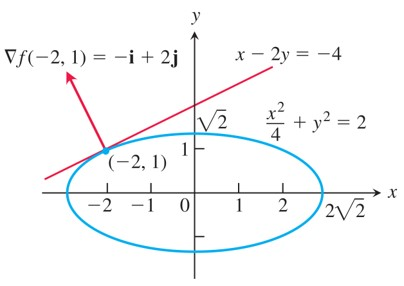 y
∇f(−2, 1) = −i + 2j
x − 2y = −4
√2
x²/4 + y² = 2
1
(−2, 1)
x
−2 −1 0 1 2 2√2